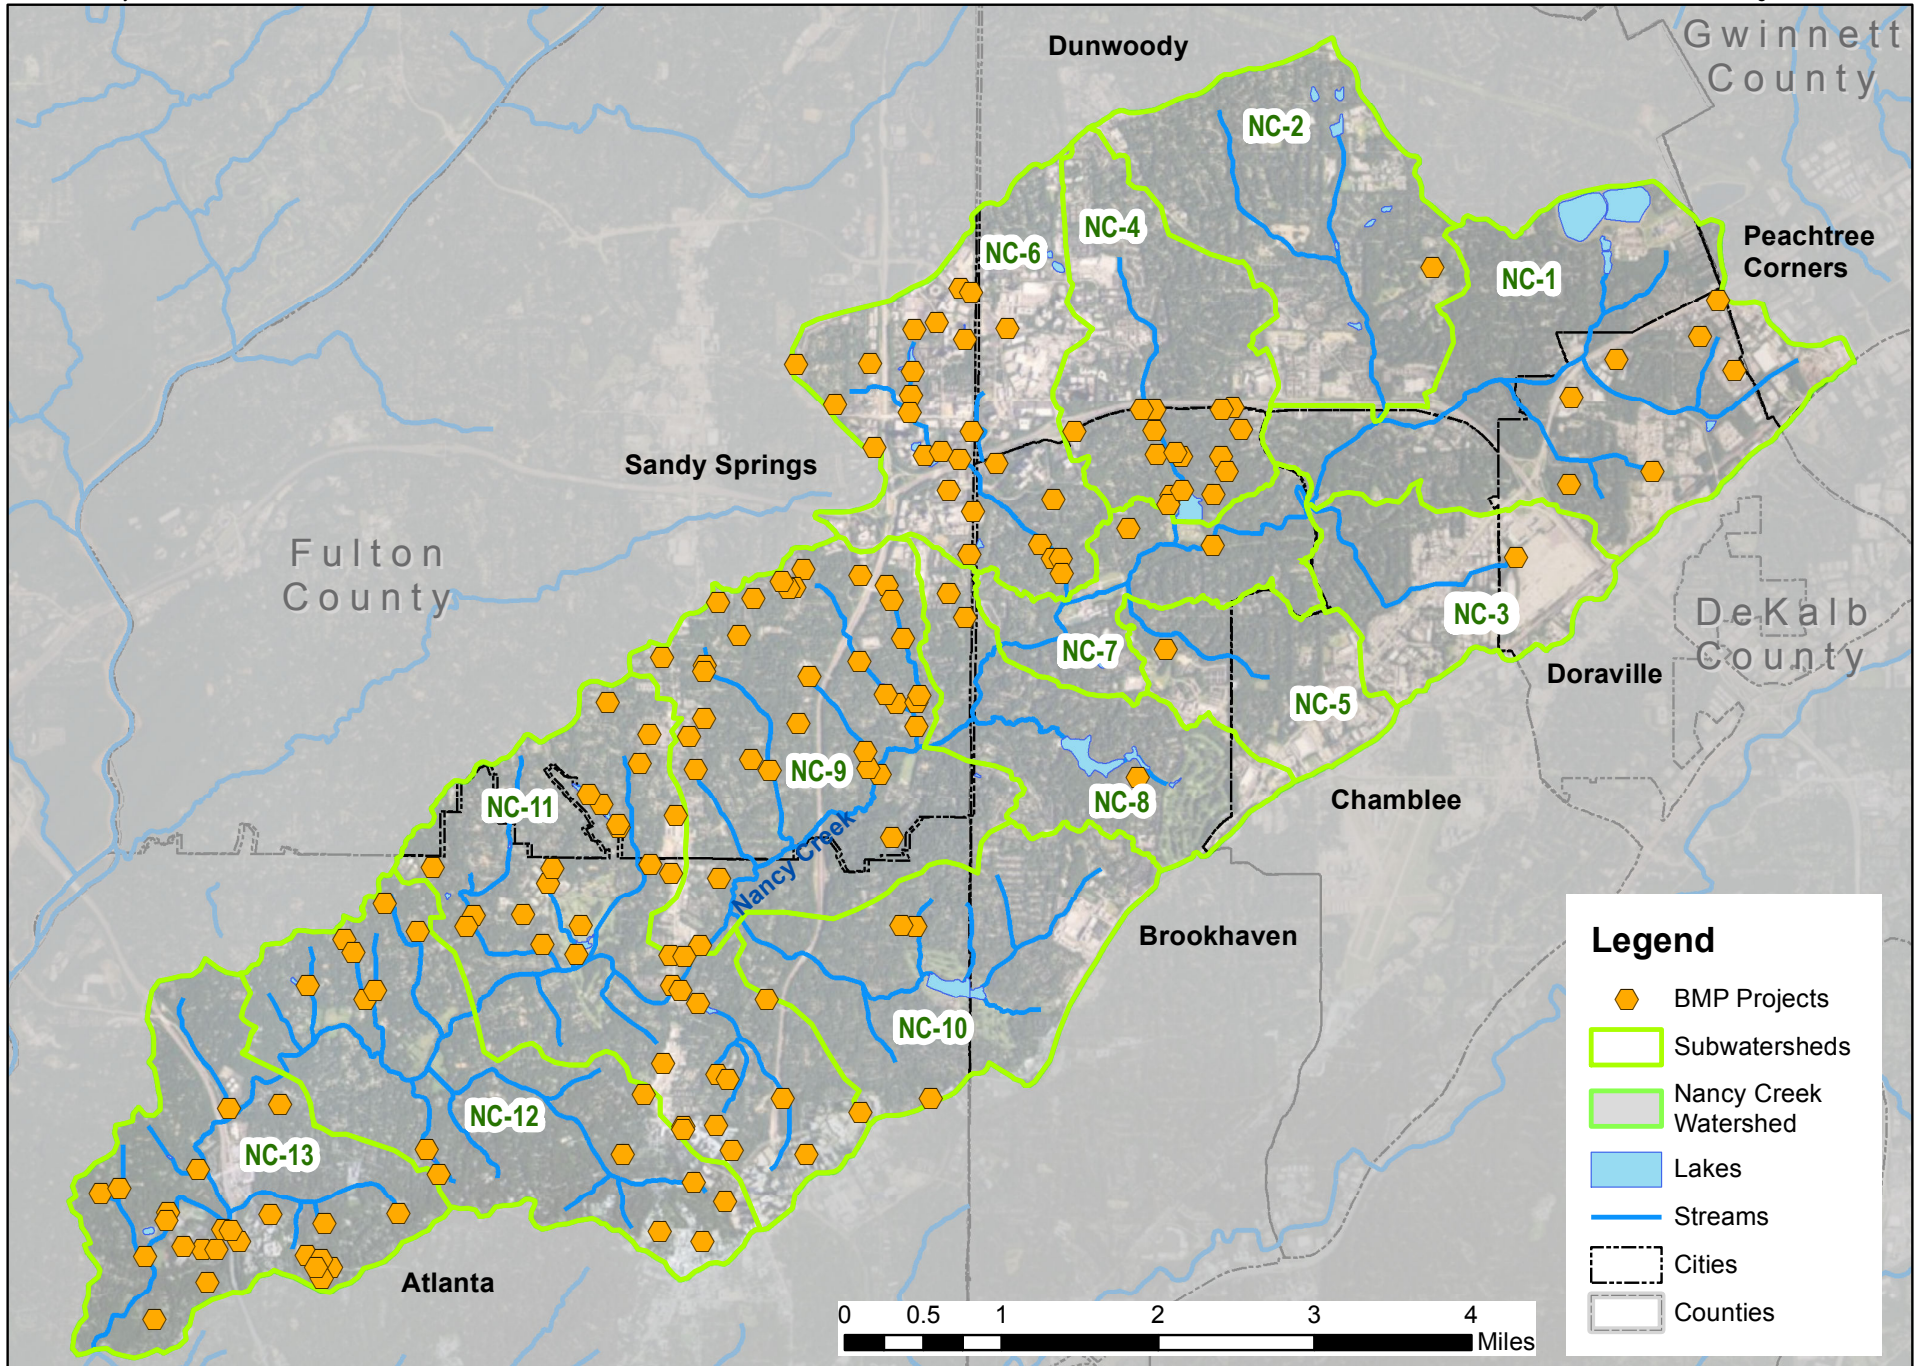 Dunwoody
Gwinnett
County
NC-2
NC-4
NC-6
NC-1
Peachtree
Corners
Sandy Springs
Fulton
County
DeKalb
County
NC-3
NC-7
Doraville
NC-5
NC-9
NC-8
Chamblee
NC-11
Nancy Creek
Brookhaven
NC-10
NC-12
NC-13
Atlanta
Legend
BMP Projects
Subwatersheds
Nancy Creek
Watershed
Lakes
Streams
Cities
Counties
0 0.5 1 2 3 4
Miles